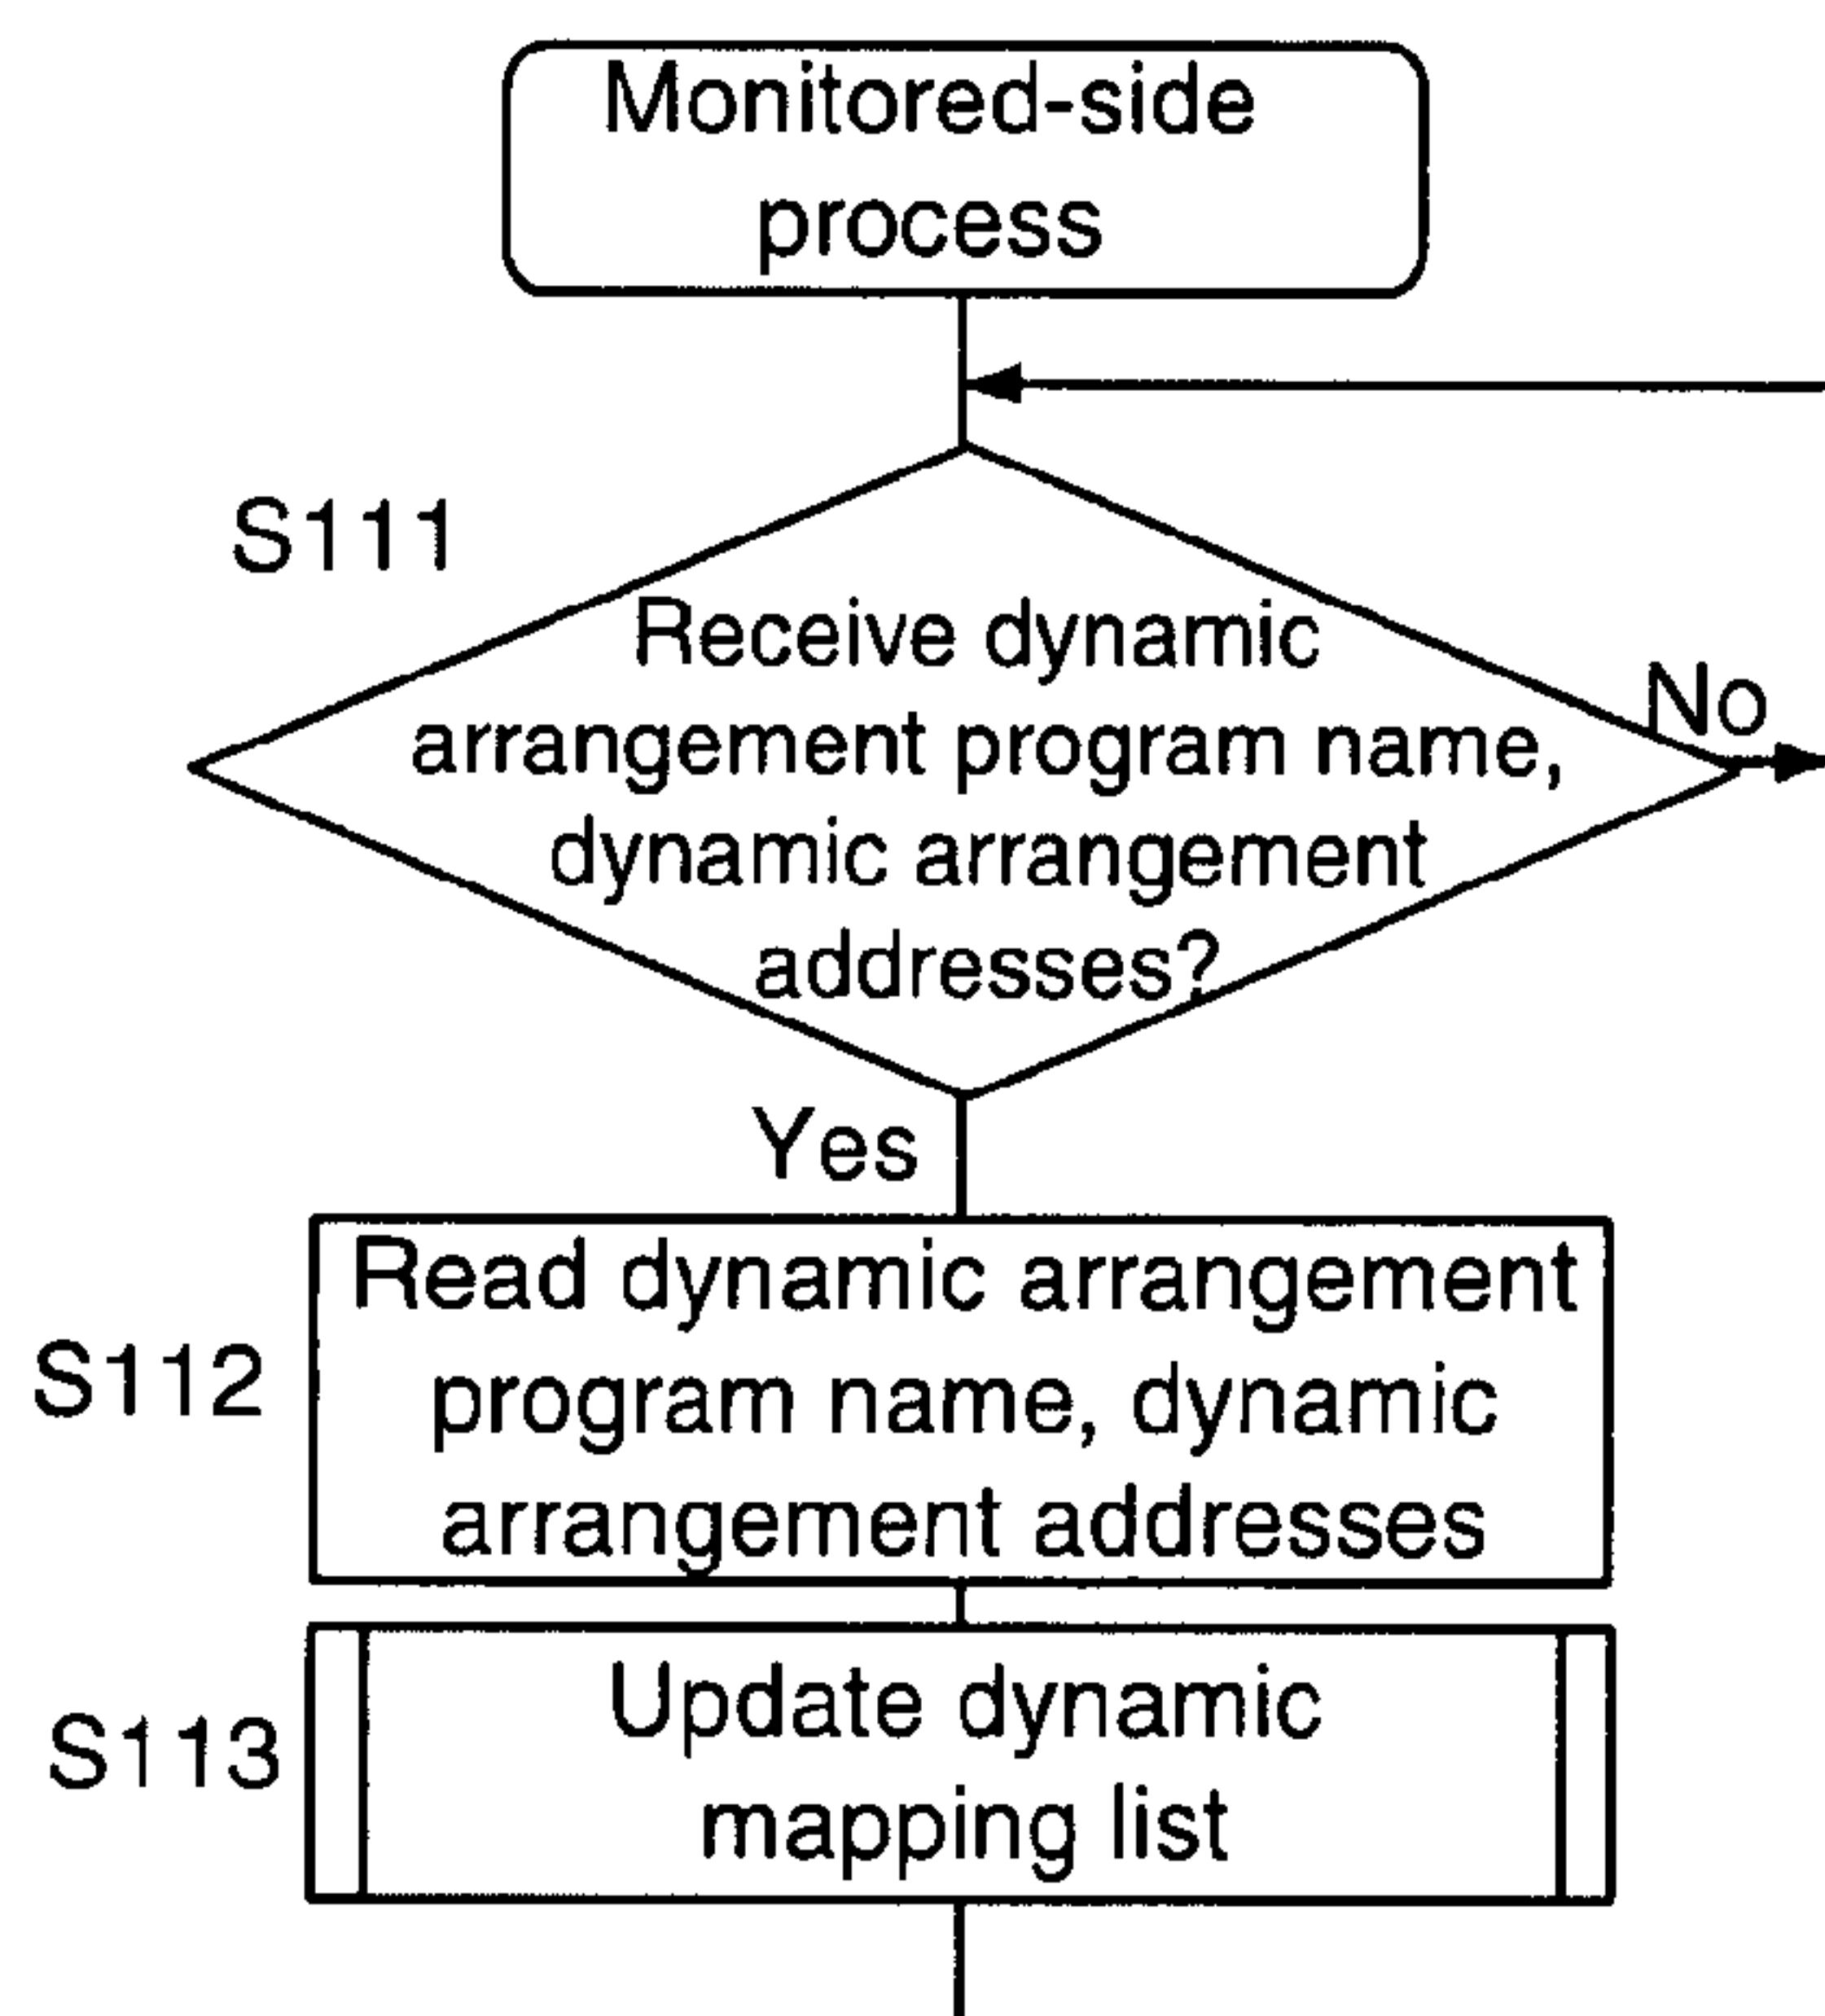 Monitored-side
process
S111
Receive dynamic
arrangement program name,
dynamic arrangement
addresses?
No
Yes
S112
Read dynamic arrangement
program name, dynamic
arrangement addresses
S113
Update dynamic
mapping list